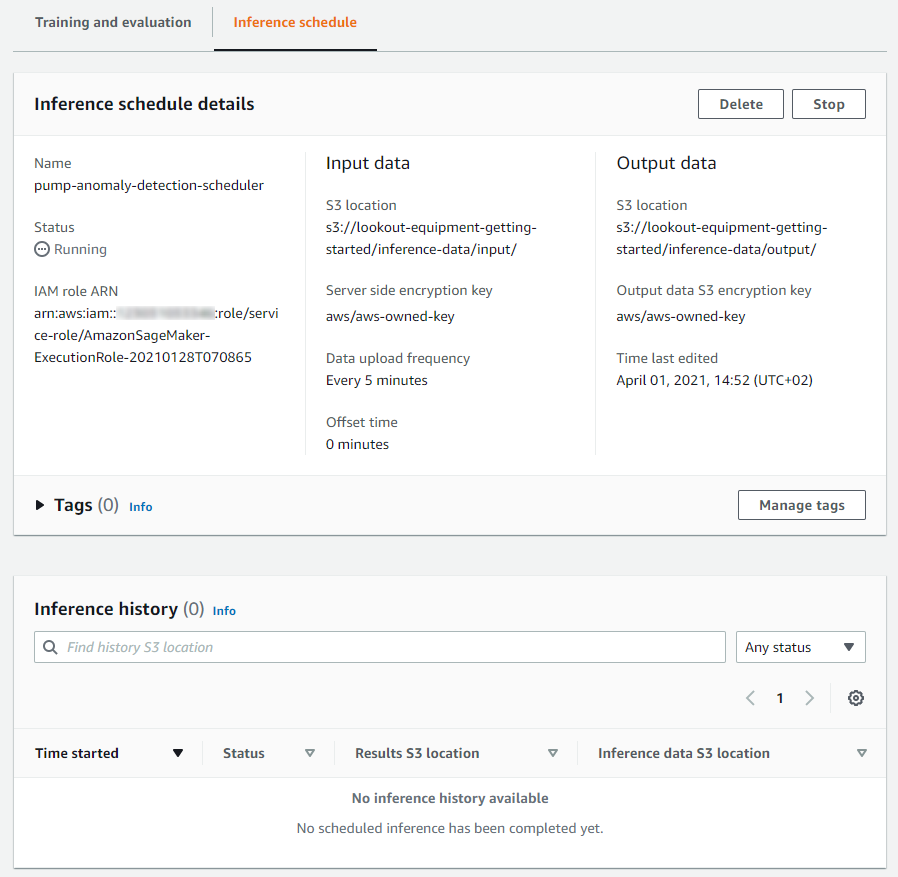 Training and evaluation
Inference schedule
Inference schedule details
Delete
Stop
Name
pump-anomaly-detection-scheduler
Status
Running
IAM role ARN
arn:aws:iam:: :role/servi
ce-role/AmazonSageMaker-
ExecutionRole-20210128T070865
Input data
S3 location
s3://lookout-equipment-getting-
started/inference-data/input/
Server side encryption key
aws/aws-owned-key
Data upload frequency
Every 5 minutes
Offset time
0 minutes
Output data
S3 location
s3://lookout-equipment-getting-
started/inference-data/output/
Output data S3 encryption key
aws/aws-owned-key
Time last edited
April 01, 2021, 14:52 (UTC+02)
Tags (0) Info
Manage tags
Inference history (0) Info
Find history S3 location
Any status
1
Time started
Status
Results S3 location
Inference data S3 location
No inference history available
No scheduled inference has been completed yet.